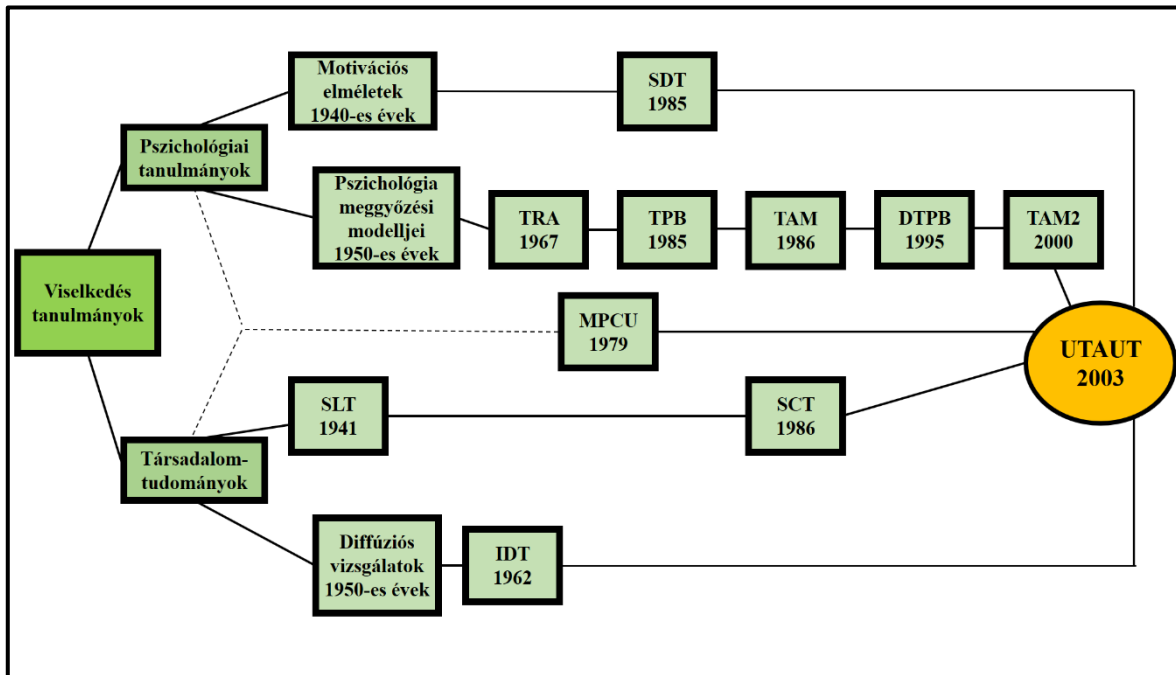 Motivációs
elméletek
1940-es évek
SDT
1985
Pszichológiai
tanulmányok
Pszichológia
meggyőzési
modelljei
1950-es évek
TRA
1967
TPB
1985
TAM
1986
DTPB
1995
TAM2
2000
Viselkedés
tanulmányok
MPCU
1979
UTAUT
2003
SLT
1941
SCT
1986
Társadalom-
tudományok
Diffúziós
vizsgálatok
1950-es évek
IDT
1962